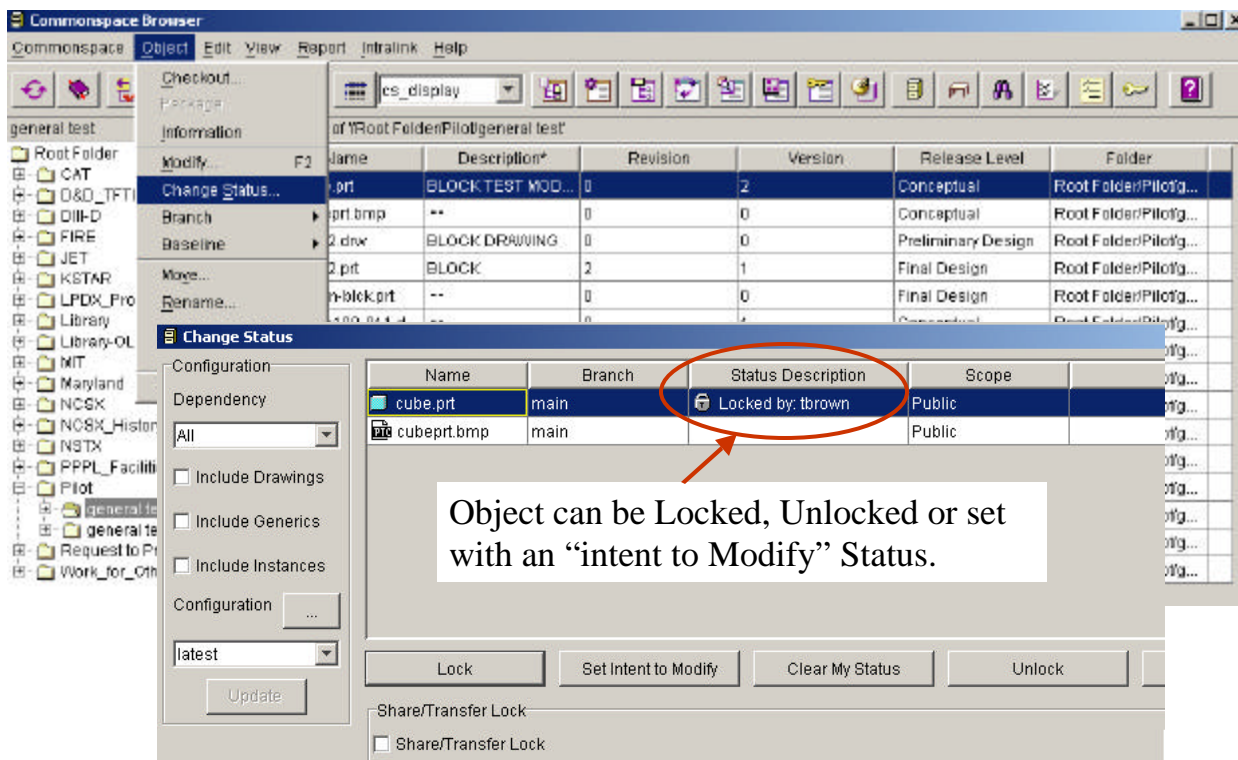 Commonspace Browser
Commonspace Object Edit View Report Intralink Help
Checkout...
Package
Information
Modify... F2
Change Status...
Branch
Baseline
Move...
Rename...
cs_display
general test
of '/Root Folder/Pilot/general test'
Root Folder
CAT
D&D_TFT
DIII-D
FIRE
JET
KSTAR
LPDX_Pro
Library
Library-OL
MIT
Maryland
NCSX
NCSX_Histor
NSTX
PPPL_Faciliti
Pilot
general te
general te
Request to Pr
Work_for_Oth
Name Description* Revision Version Release Level Folder
.prt BLOCK TEST MOD... 0 2 Conceptual Root Folder/Pilot/g...
prt.bmp -- 0 0 Conceptual Root Folder/Pilot/g...
2.drw BLOCK DRAWING 0 0 Preliminary Design Root Folder/Pilot/g...
2.prt BLOCK 2 1 Final Design Root Folder/Pilot/g...
n-blck.prt -- 0 0 Final Design Root Folder/Pilot/g...
Change Status
Configuration
Dependency
All
Include Drawings
Include Generics
Include Instances
Configuration ...
latest
Update
Name Branch Status Description Scope
cube.prt main Locked by: tbrown Public
cubeprt.bmp main Public
Object can be Locked, Unlocked or set
with an “intent to Modify” Status.
Lock Set Intent to Modify Clear My Status Unlock
Share/Transfer Lock
Share/Transfer Lock